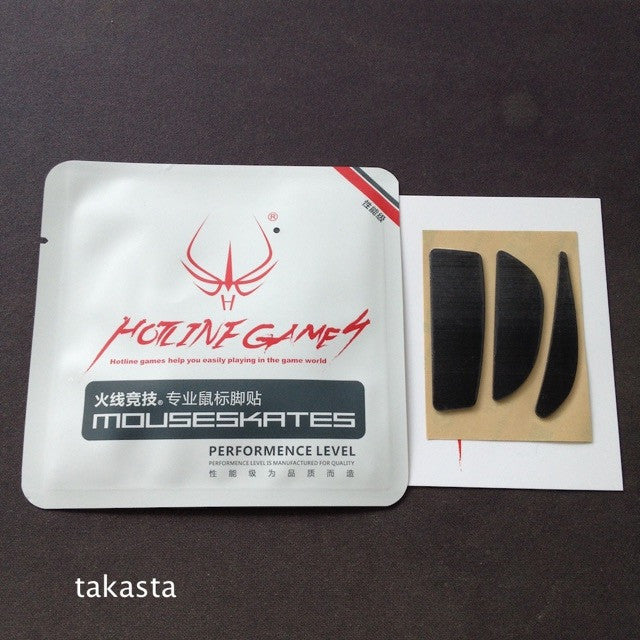 ®
性能级
H
HOTLINE GAMES
Hotline games help you easily playing in the game world
火线竞技® 专业鼠标脚贴
MOUSESKATES
PERFORMENCE LEVEL
PERFORMENCE LEVEL IS MANUFACTURED FOR QUALITY
性能级为品质而造
takasta